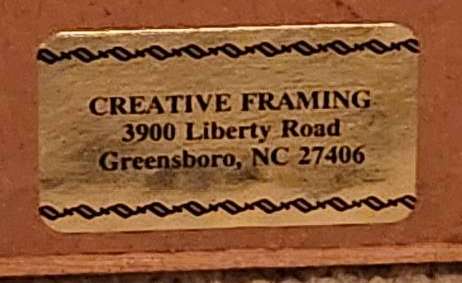 CREATIVE FRAMING
3900 Liberty Road
Greensboro, NC 27406